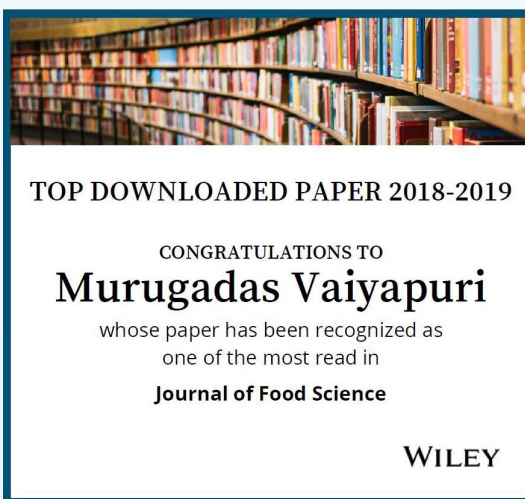 TOP DOWNLOADED PAPER 2018-2019
CONGRATULATIONS TO
Murugadas Vaiyapuri
whose paper has been recognized as
one of the most read in
Journal of Food Science
WILEY